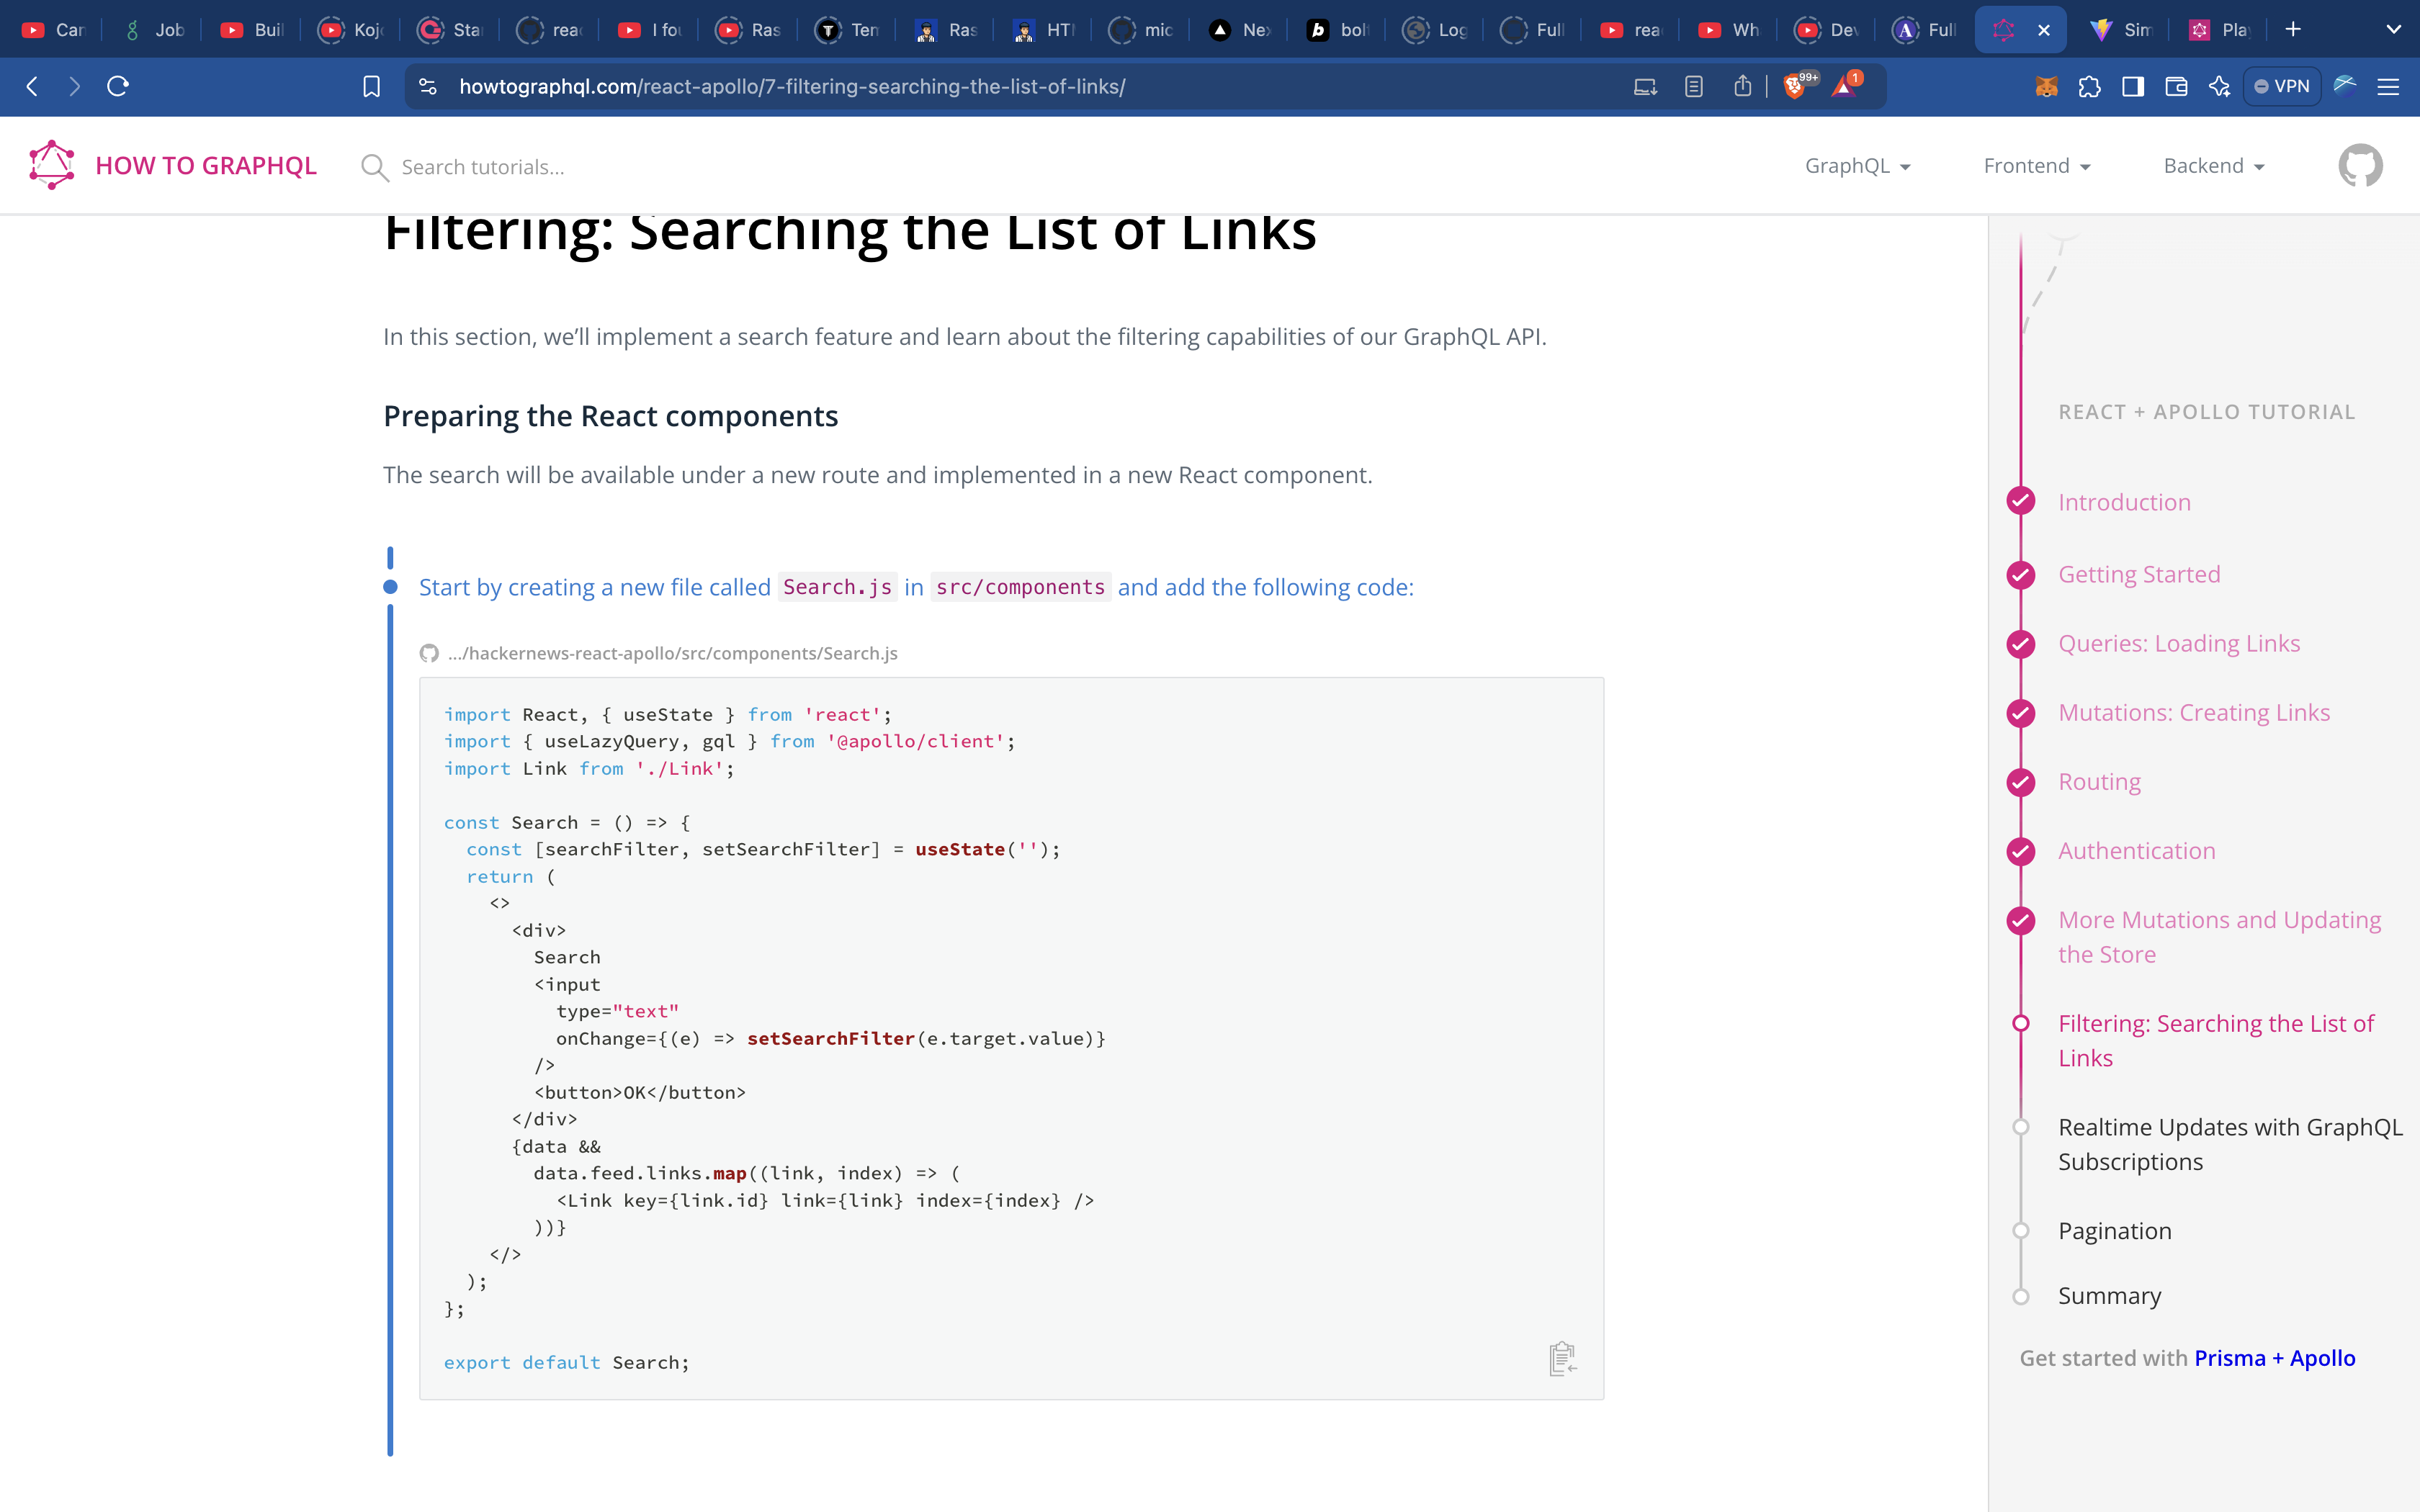 Car
Job
Buil
Koj
Sta
rea
I fou
Ras
Tem
Ras
HTM
mic
Nex
bolt
Log
Full
rea
Wh
Dev
Full
Sim
Play
howtographql.com/react-apollo/7-filtering-searching-the-list-of-links/
99+
1
VPN
HOW TO GRAPHQL
Search tutorials...
GraphQL
Frontend
Backend
Filtering: Searching the List of Links
In this section, we’ll implement a search feature and learn about the filtering capabilities of our GraphQL API.
Preparing the React components
The search will be available under a new route and implemented in a new React component.
Start by creating a new file called Search.js in src/components and add the following code:
.../hackernews-react-apollo/src/components/Search.js
import React, { useState } from 'react';
import { useLazyQuery, gql } from '@apollo/client';
import Link from './Link';
const Search = () => {
  const [searchFilter, setSearchFilter] = useState('');
  return (
    <>
      <div>
        Search
        <input
          type="text"
          onChange={(e) => setSearchFilter(e.target.value)}
        />
        <button>OK</button>
      </div>
      {data &&
        data.feed.links.map((link, index) => (
          <Link key={link.id} link={link} index={index} />
        ))}
    </>
  );
};
export default Search;
REACT + APOLLO TUTORIAL
Introduction
Getting Started
Queries: Loading Links
Mutations: Creating Links
Routing
Authentication
More Mutations and Updating
the Store
Filtering: Searching the List of
Links
Realtime Updates with GraphQL
Subscriptions
Pagination
Summary
Get started with Prisma + Apollo